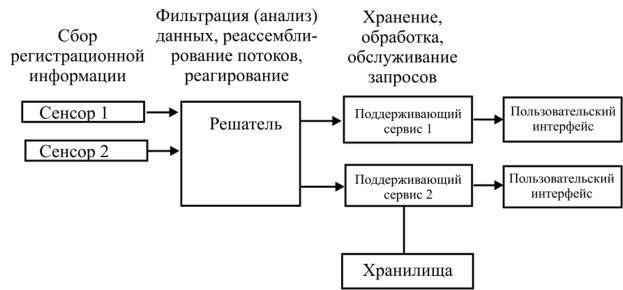 Сбор
регистрационной
информации
Фильтрация (анализ)
данных, реассембли-
рование потоков,
реагирование
Хранение,
обработка,
обслуживание
запросов
Сенсор 1
Сенсор 2
Решатель
Поддерживающий
сервис 1
Пользовательский
интерфейс
Поддерживающий
сервис 2
Пользовательский
интерфейс
Хранилища